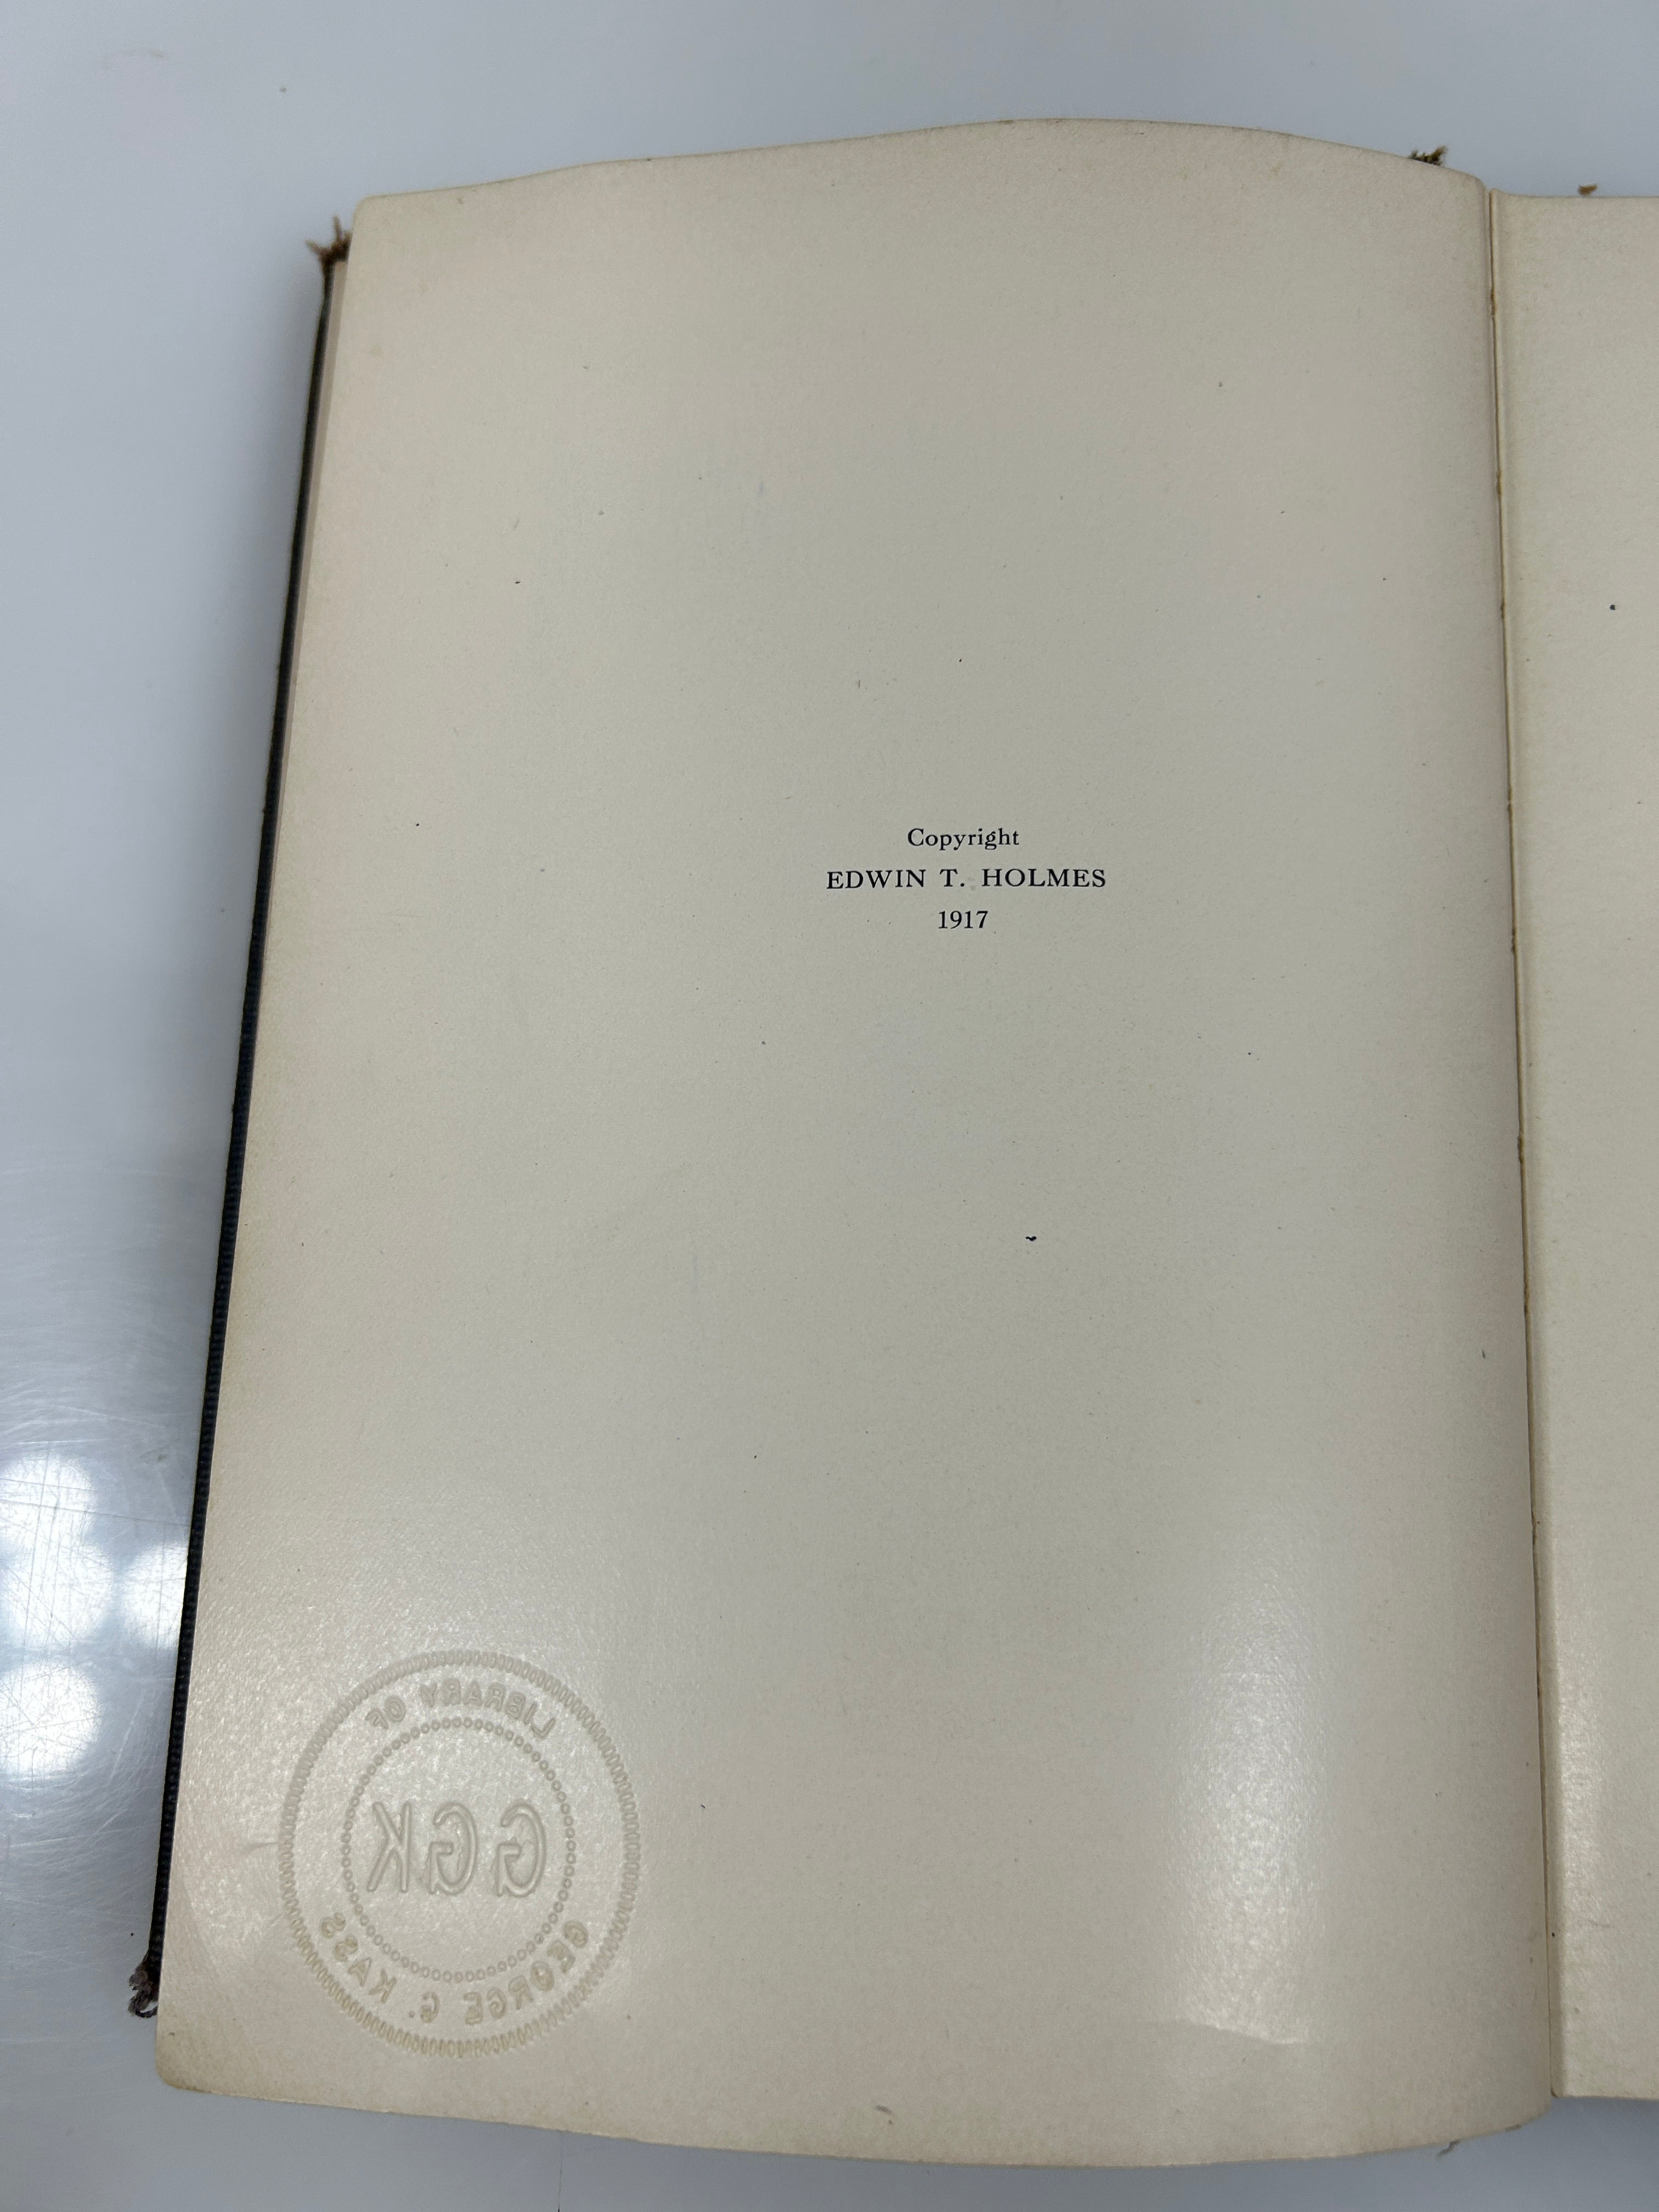 Copyright
EDWIN T. HOLMES
1917
LIBRARY OF
GGK
GEORGE G. KASS